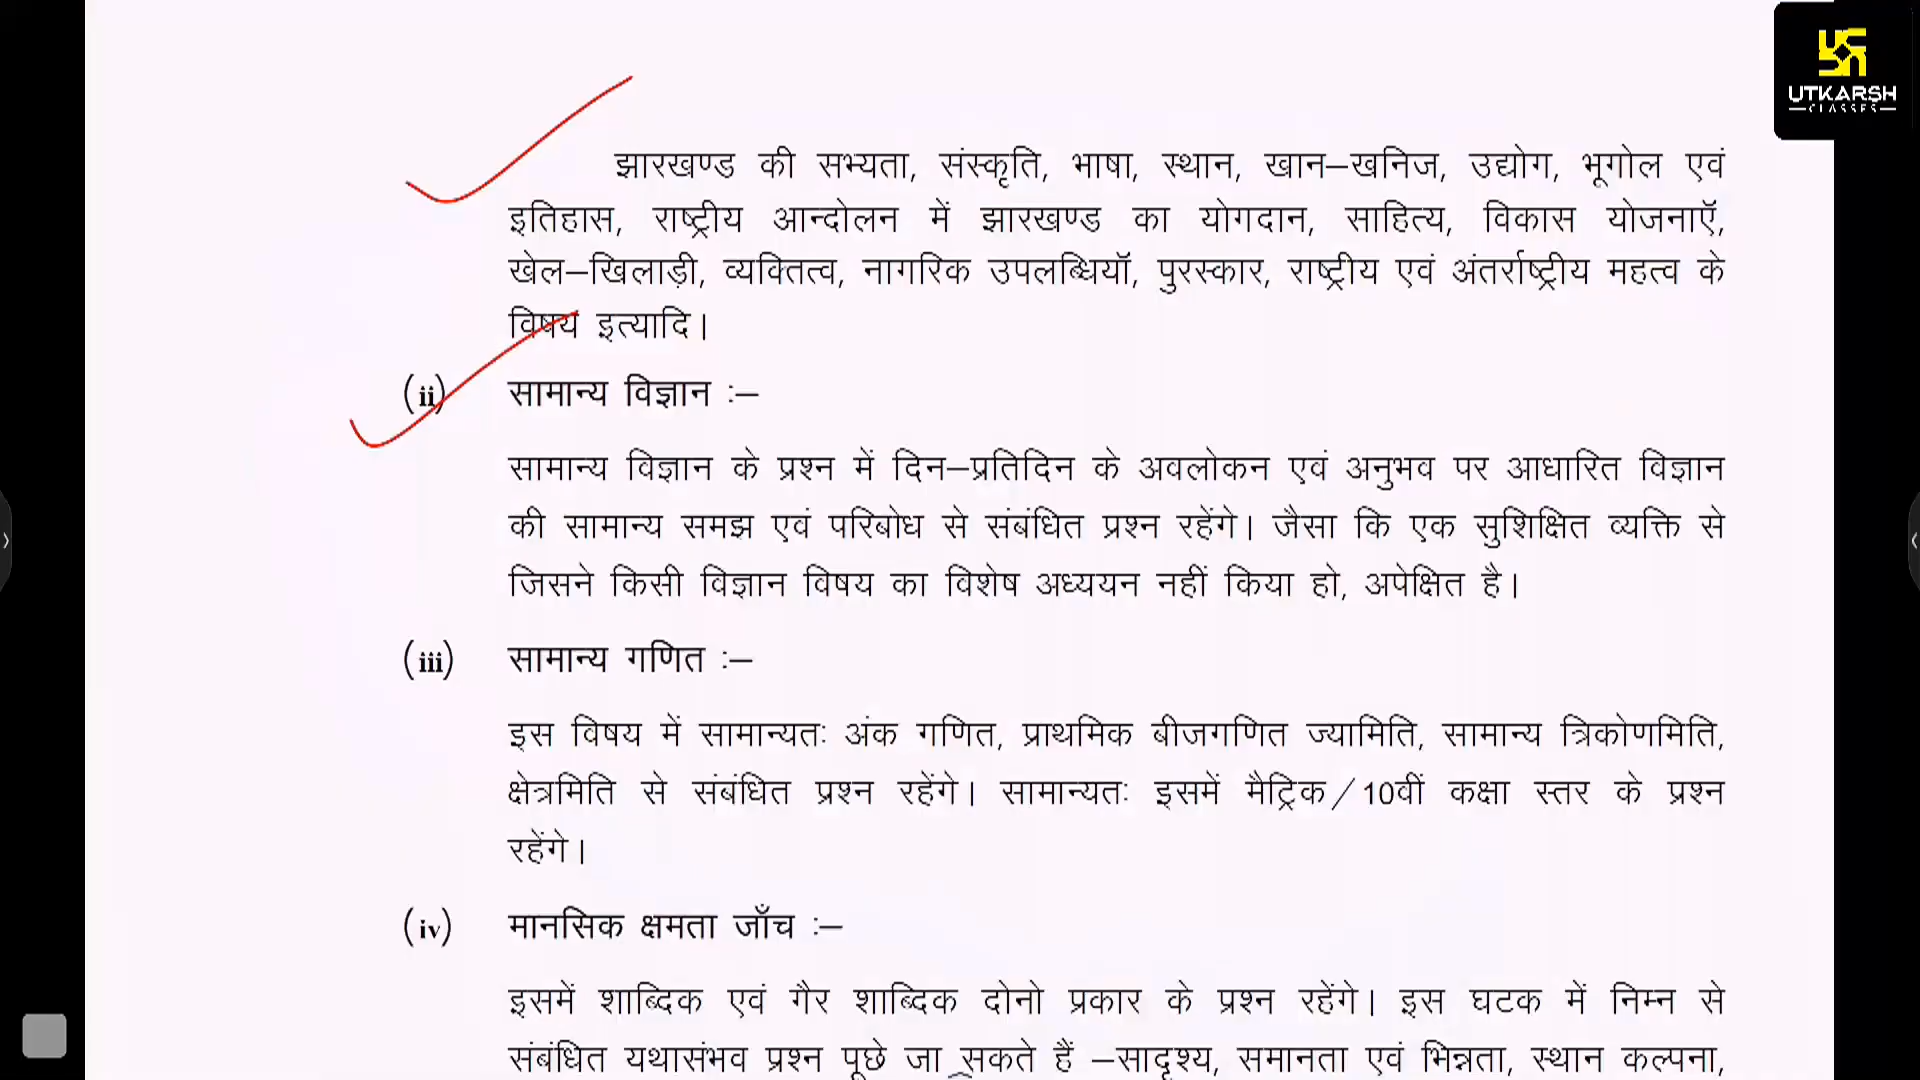 UTKARSH
CLASSES
झारखण्ड की सभ्यता, संस्कृति, भाषा, स्थान, खान–खनिज, उद्योग, भूगोल एवं
इतिहास, राष्ट्रीय आन्दोलन में झारखण्ड का योगदान, साहित्य, विकास योजनाऍ,
खेल–खिलाड़ी, व्यक्तित्व, नागरिक उपलब्धियॉ, पुरस्कार, राष्ट्रीय एवं अंतर्राष्ट्रीय महत्व के
विषय इत्यादि।
(ii) सामान्य विज्ञान :–
सामान्य विज्ञान के प्रश्न में दिन–प्रतिदिन के अवलोकन एवं अनुभव पर आधारित विज्ञान
की सामान्य समझ एवं परिबोध से संबंधित प्रश्न रहेंगे। जैसा कि एक सुशिक्षित व्यक्ति से
जिसने किसी विज्ञान विषय का विशेष अध्ययन नहीं किया हो, अपेक्षित है।
(iii) सामान्य गणित :–
इस विषय में सामान्यतः अंक गणित, प्राथमिक बीजगणित ज्यामिति, सामान्य त्रिकोणमिति,
क्षेत्रमिति से संबंधित प्रश्न रहेंगे। सामान्यतः इसमें मैट्रिक/10वीं कक्षा स्तर के प्रश्न
रहेंगे।
(iv) मानसिक क्षमता जाँच :–
इसमें शाब्दिक एवं गैर शाब्दिक दोनो प्रकार के प्रश्न रहेंगे। इस घटक में निम्न से
संबंधित यथासंभव प्रश्न पूछे जा सकते हैं –सादृश्य, समानता एवं भिन्नता, स्थान कल्पना,